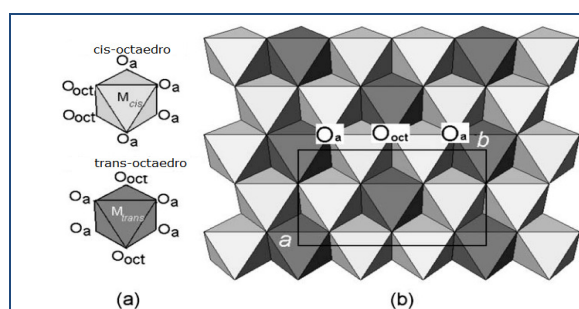 cis-octaedro
Oa
Ooct Oa
Mcis
Ooct Oa
Oa
trans-octaedro
Ooct
Oa Oa
Mtrans
Oa Oa
Ooct
(a)
Oa Ooct Oa
b
a
(b)